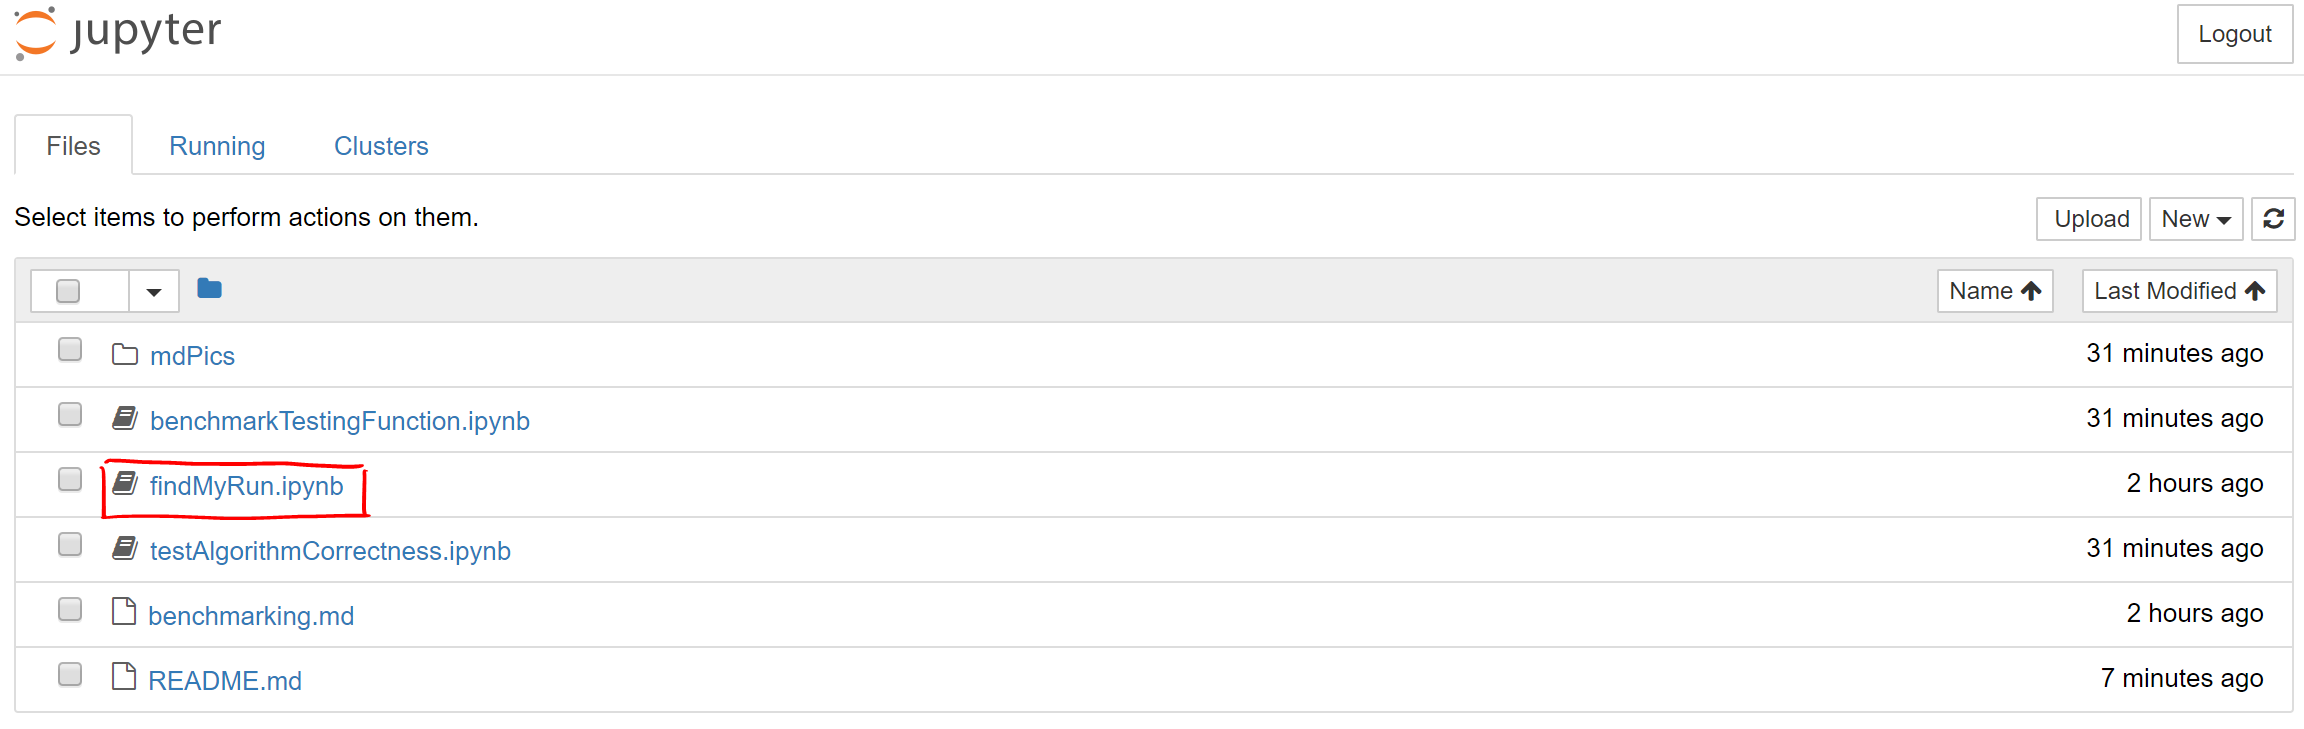 jupyter
Logout
Files Running Clusters
Select items to perform actions on them.
Upload New
Name Last Modified
mdPics 31 minutes ago
benchmarkTestingFunction.ipynb 31 minutes ago
findMyRun.ipynb 2 hours ago
testAlgorithmCorrectness.ipynb 31 minutes ago
benchmarking.md 2 hours ago
README.md 7 minutes ago